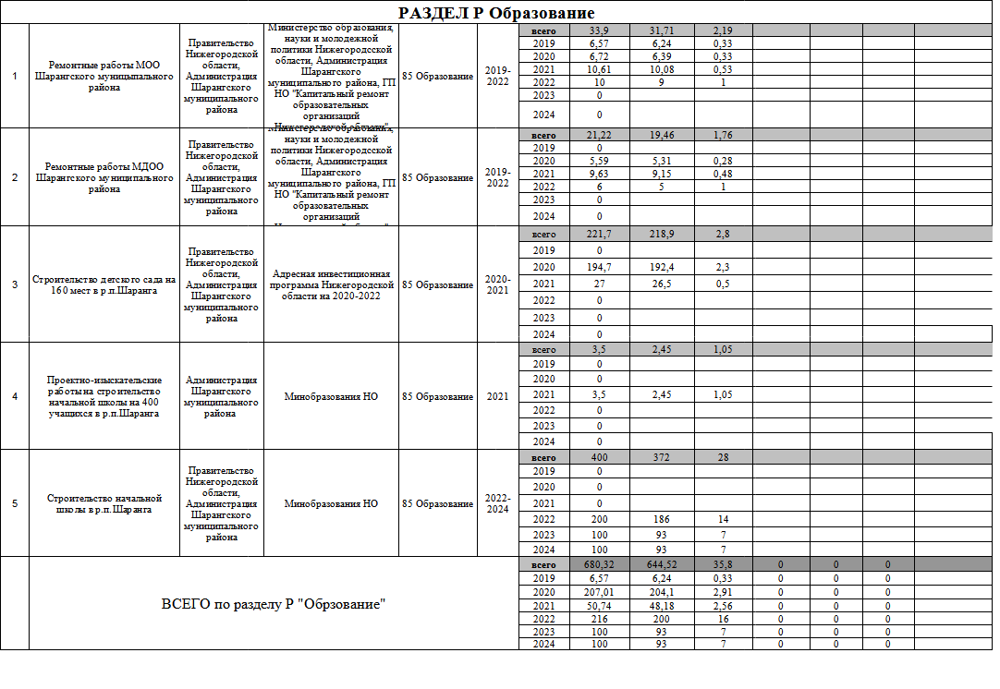 РАЗДЕЛ Р Образование
1
Ремонтные работы МОО
Шарангского муниципального
района
Правительство
Нижегородской
области,
Администрация
Шарангского
муниципального
района
Министерство образования,
науки и молодежной
политики Нижегородсской
области, Администрация
Шарангского
муниципального района, ГП
НО "Капитальный ремонт
образовательных
организаций
85 Образование
2019-
2022
всего 33,9 31,71 2,19
2019 6,57 6,24 0,33
2020 6,72 6,39 0,33
2021 10,61 10,08 0,53
2022 10 9 1
2023 0
2024 0
2
Ремонтные работы МДОО
Шарангского муниципального
района
Правительство
Нижегородской
области,
Администрация
Шарангского
муниципального
района
науки и молодежной
политики Нижегородсской
области, Администрация
Шарангского
муниципального района, ГП
НО "Капитальный ремонт
образовательных
организаций
85 Образование
2019-
2022
всего 21,22 19,46 1,76
2019 0
2020 5,59 5,31 0,28
2021 9,63 9,15 0,48
2022 6 5 1
2023 0
2024 0
3
Строительство детского сада на
160 мест в р.п.Шаранга
Правительство
Нижегородской
области,
Администрация
Шарангского
муниципального
района
Адресная инвестиционная
программа Нижегородской
области на 2020-2022
85 Образование
2020-
2021
всего 221,7 218,9 2,8
2019 0
2020 194,7 192,4 2,3
2021 27 26,5 0,5
2022 0
2023 0
2024 0
4
Проектно-изыскательские
работы на строительство
начальной школы на 400
учащихся в р.п.Шаранга
Администрация
Шарангского
муниципального
района
Минобразования НО
85 Образование
2021
всего 3,5 2,45 1,05
2019 0
2020 0
2021 3,5 2,45 1,05
2022 0
2023 0
2024 0
5
Строительство начальной
школы в р.п.Шаранга
Правительство
Нижегородской
области,
Администрация
Шарангского
муниципального
района
Минобразования НО
85 Образование
2022-
2024
всего 400 372 28
2019 0
2020 0
2021 0
2022 200 186 14
2023 100 93 7
2024 100 93 7
ВСЕГО по разделу Р "Обрзование"
всего 680,32 644,52 35,8 0 0 0
2019 6,57 6,24 0,33 0 0 0
2020 207,01 204,1 2,91 0 0 0
2021 50,74 48,18 2,56 0 0 0
2022 216 200 16 0 0 0
2023 100 93 7 0 0 0
2024 100 93 7 0 0 0